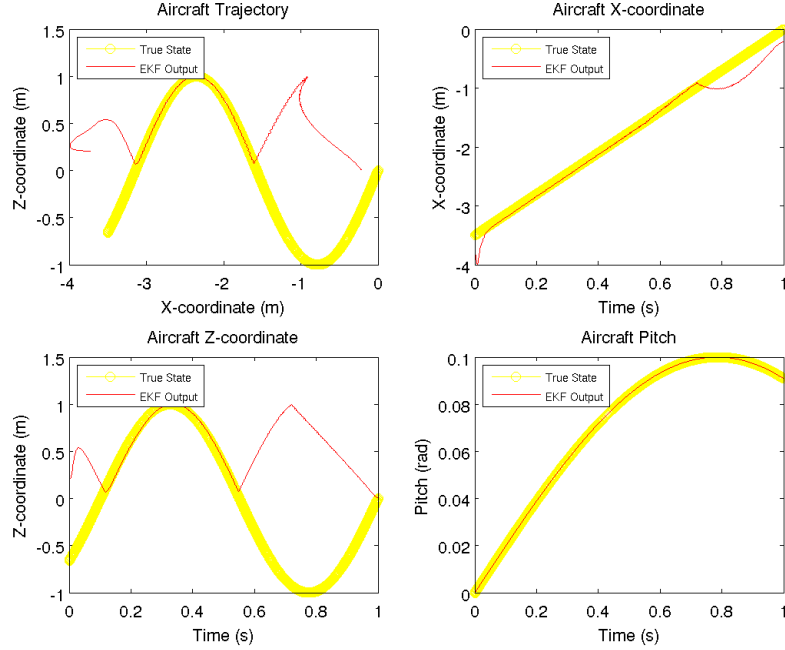 Aircraft Trajectory
True State
EKF Output
1.5
1
0.5
0
-0.5
-1
-4
-3
-2
-1
0
Z-coordinate (m)
X-coordinate (m)
Aircraft X-coordinate
True State
EKF Output
0
-1
-2
-3
-4
0
0.2
0.4
0.6
0.8
1
X-coordinate (m)
Time (s)
Aircraft Z-coordinate
True State
EKF Output
1.5
1
0.5
0
-0.5
-1
0
0.2
0.4
0.6
0.8
1
Z-coordinate (m)
Time (s)
Aircraft Pitch
True State
EKF Output
0.1
0.08
0.06
0.04
0.02
0
0
0.2
0.4
0.6
0.8
1
Pitch (rad)
Time (s)